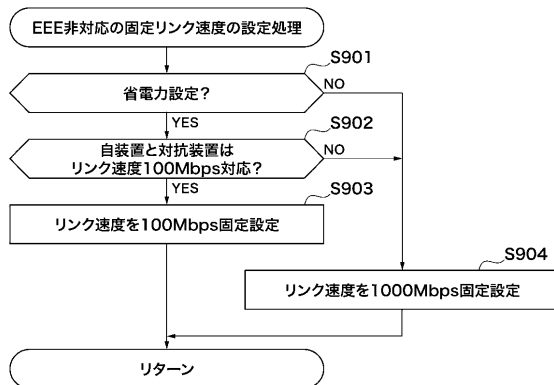 EEE非対応の固定リンク速度の設定処理
S901
省電力設定？
NO
YES
S902
自装置と対抗装置は
リンク速度100Mbps対応？
NO
YES
S903
リンク速度を100Mbps固定設定
S904
リンク速度を1000Mbps固定設定
リターン